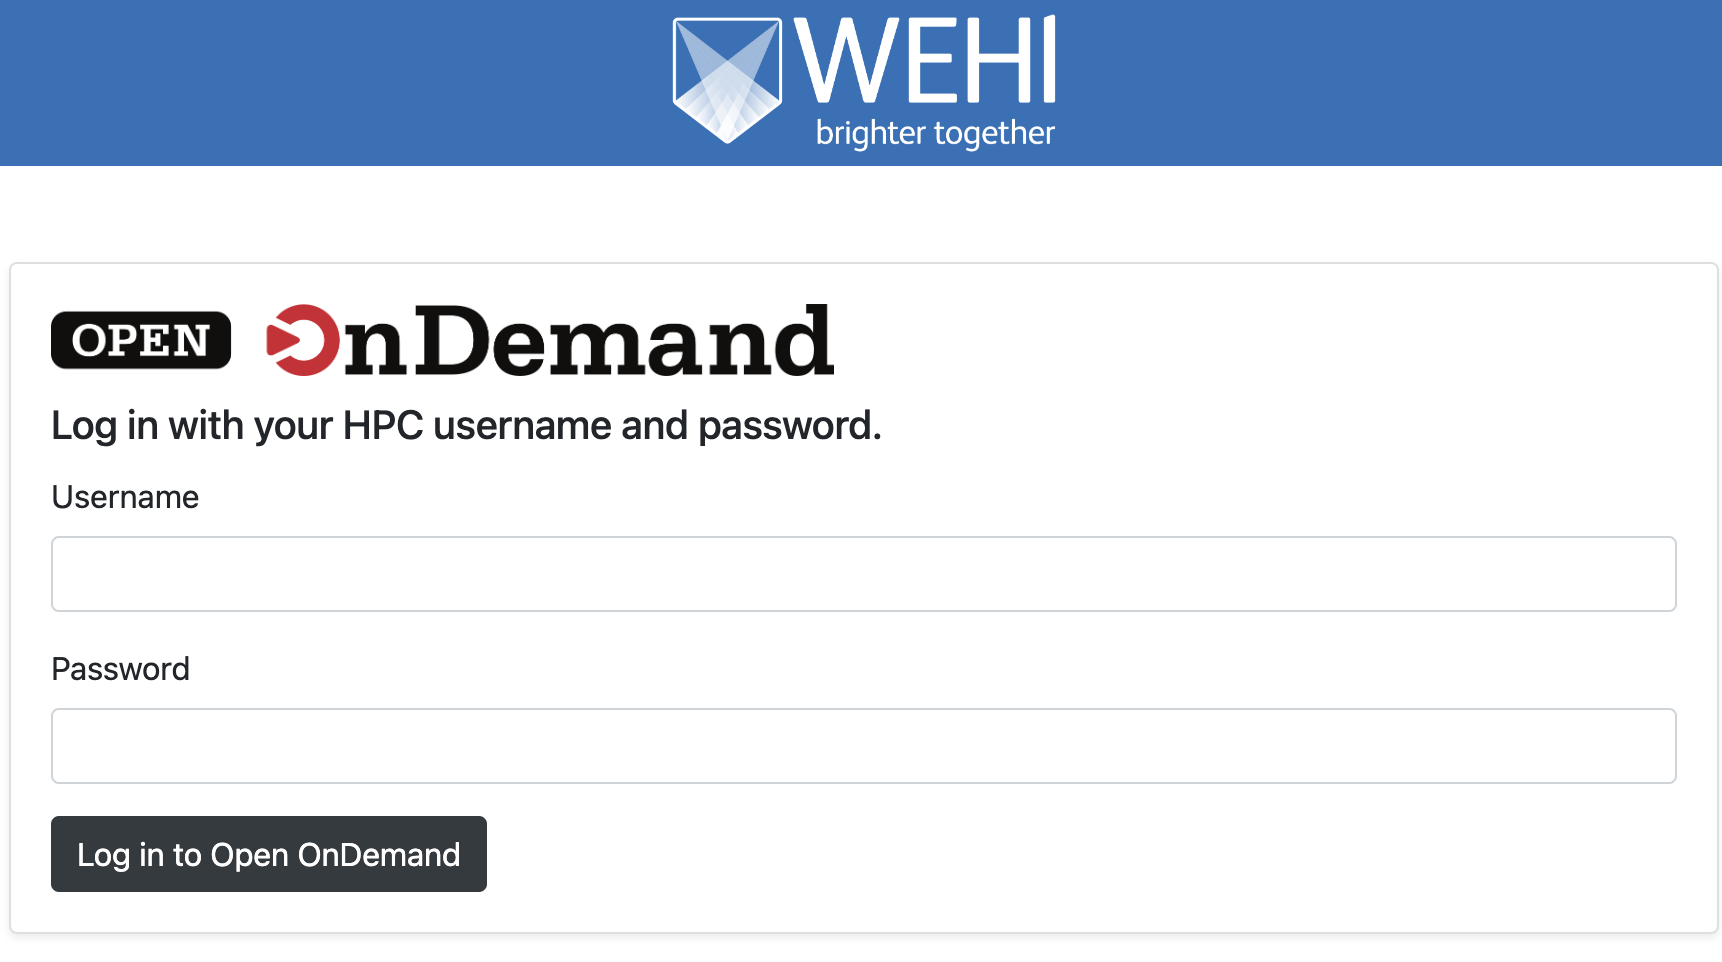 WEHI
brighter together
OPEN OnDemand
Log in with your HPC username and password.
Username
Password
Log in to Open OnDemand